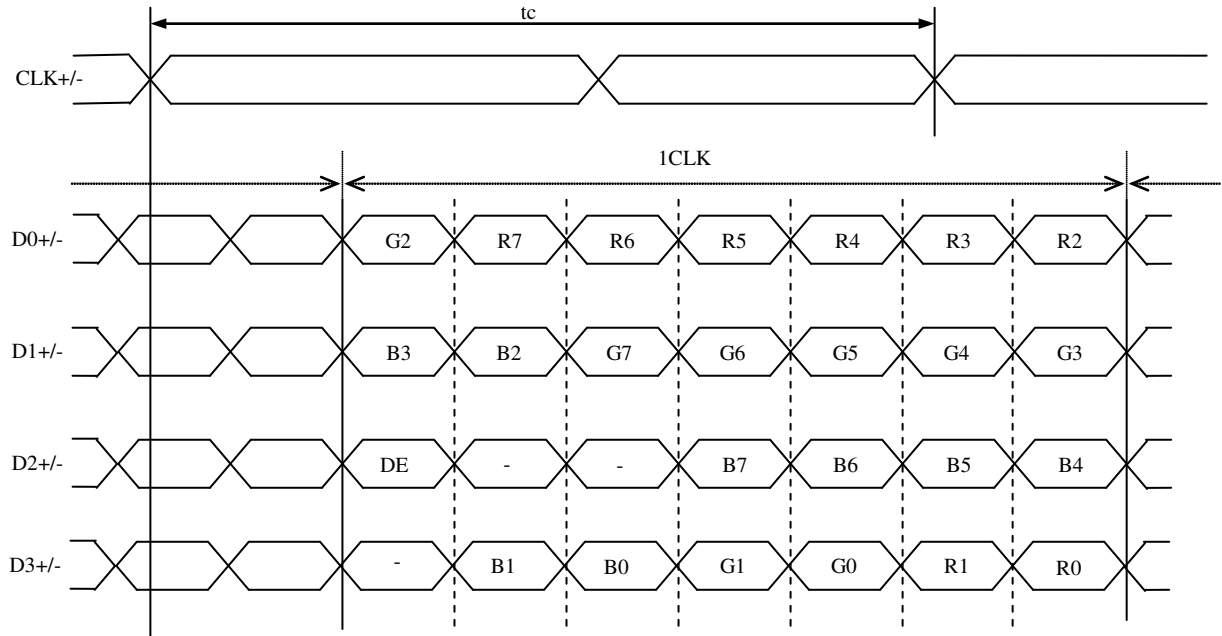 tc
CLK+/-
1CLK
D0+/- G2 R7 R6 R5 R4 R3 R2
D1+/- B3 B2 G7 G6 G5 G4 G3
D2+/- DE - - B7 B6 B5 B4
D3+/- - B1 B0 G1 G0 R1 R0